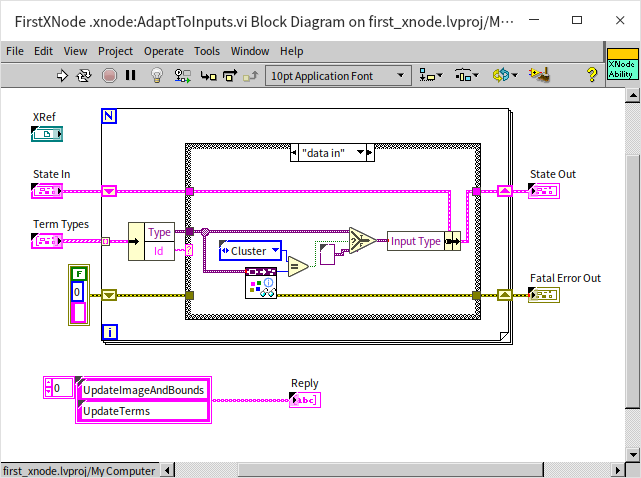 FirstXNode .xnode:AdaptToInputs.vi Block Diagram on first_xnode.lvproj/M...
File Edit View Project Operate Tools Window Help
10pt Application Font
?
XNode
Ability
XRef
N
"data in"
State In
State Out
Term Types
Type
Id
?
Cluster
=
?
T
F
Input Type
F
0
Fatal Error Out
i
0
UpdateImageAndBounds
UpdateTerms
Reply
abc
first_xnode.lvproj/My Computer